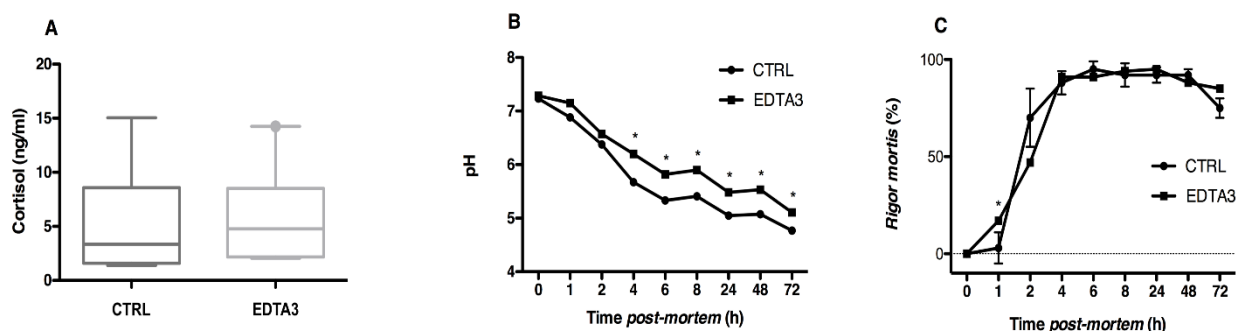 A
Cortisol (ng/ml)
20
15
10
5
0
CTRL
EDTA3
B
pH
8
7
6
5
4
CTRL
EDTA3
* * * * * *
0 1 2 4 6 8 24 48 72
Time post-mortem (h)
C
Rigor mortis (%)
100
50
0
*
CTRL
EDTA3
0 1 2 4 6 8 24 48 72
Time post-mortem (h)